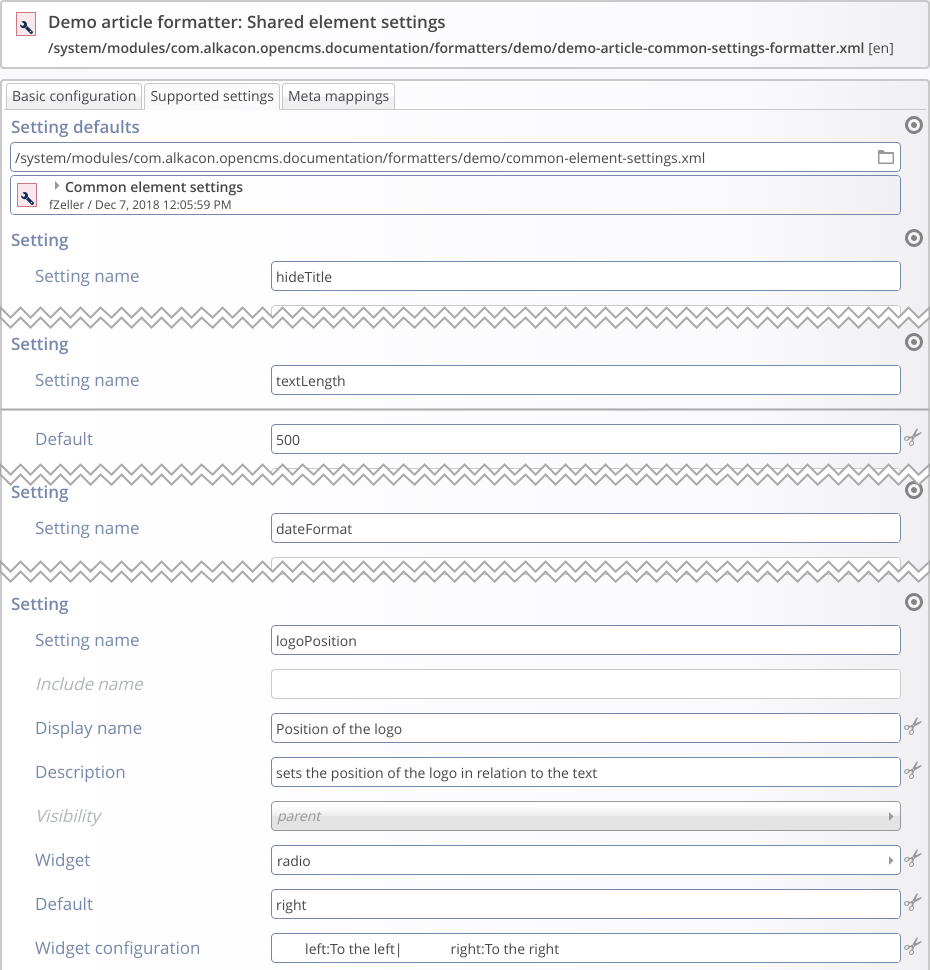 Demo article formatter: Shared element settings
/system/modules/com.alkacon.opencms.documentation/formatters/demo/demo-article-common-settings-formatter.xml [en]
Basic configuration Supported settings Meta mappings
Setting defaults
/system/modules/com.alkacon.opencms.documentation/formatters/demo/common-element-settings.xml
Common element settings
fZeller / Dec 7, 2018 12:05:59 PM
Setting
Setting name hideTitle
Setting
Setting name textLength
Default 500
Setting
Setting name dateFormat
Setting
Setting name logoPosition
Include name
Display name Position of the logo
Description sets the position of the logo in relation to the text
Visibility parent
Widget radio
Default right
Widget configuration left:To the left| right:To the right